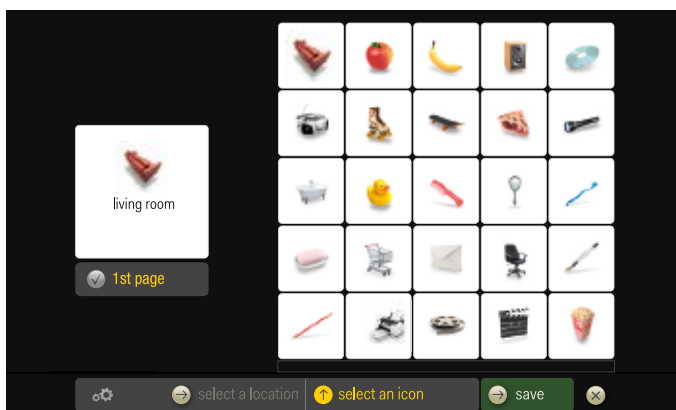 living room
1st page
select a location
select an icon
save